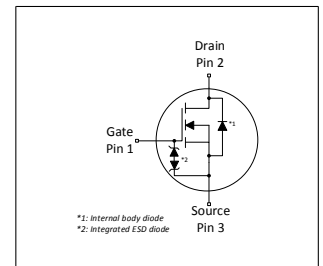 Drain
Pin 2
*1
Gate
Pin 1
*2
Source
Pin 3
*1: Internal body diode
*2: Integrated ESD diode